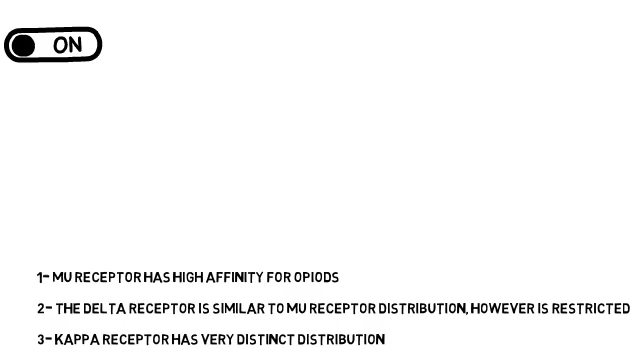 ON
1- MU RECEPTOR HAS HIGH AFFINITY FOR OPIODS
2- THE DELTA RECEPTOR IS SIMILAR TO MU RECEPTOR DISTRIBUTION, HOWEVER IS RESTRICTED
3- KAPPA RECEPTOR HAS VERY DISTINCT DISTRIBUTION